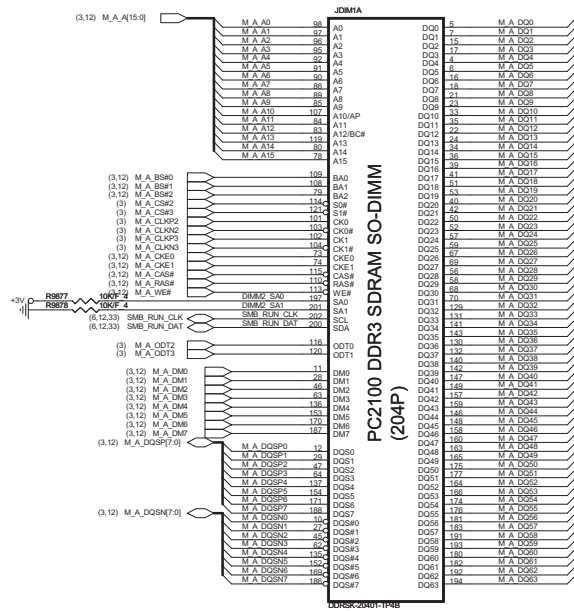 JDIM1A
(3,12) M_A_A[15:0]
M_A_A0 98 A0
M_A_A1 97 A1
M_A_A2 96 A2
M_A_A3 95 A3
M_A_A4 92 A4
M_A_A5 91 A5
M_A_A6 90 A6
M_A_A7 86 A7
M_A_A8 89 A8
M_A_A9 85 A9
M_A_A10 107 A10/AP
M_A_A11 84 A11
M_A_A12 83 A12/BC#
M_A_A13 119 A13
M_A_A14 80 A14
M_A_A15 78 A15
(3,12) M_A_BS#0 109 BA0
(3,12) M_A_BS#1 108 BA1
(3,12) M_A_BS#2 79 BA2
(3) M_A_CS#2 114 S0#
(3) M_A_CS#3 121 S1#
(3) M_A_CLKP2 101 CK0
(3) M_A_CLKN2 103 CK0#
(3) M_A_CLKP3 102 CK1
(3) M_A_CLKN3 104 CK1#
(3,12) M_A_CKE0 73 CKE0
(3,12) M_A_CKE1 74 CKE1
(3,12) M_A_CAS# 115 CAS#
(3,12) M_A_RAS# 110 RAS#
(3,12) M_A_WE# 113 WE#
+3V R9877 10K/F_4 DIMM2_SA0 197 SA0
R9878 10K/F_4 DIMM2_SA1 201 SA1
(6,12,33) SMB_RUN_CLK SMB_RUN_CLK 202 SCL
(6,12,33) SMB_RUN_DAT SMB_RUN_DAT 200 SDA
(3) M_A_ODT2 116 ODT0
(3) M_A_ODT3 120 ODT1
(3,12) M_A_DM0 11 DM0
(3,12) M_A_DM1 28 DM1
(3,12) M_A_DM2 46 DM2
(3,12) M_A_DM3 63 DM3
(3,12) M_A_DM4 136 DM4
(3,12) M_A_DM5 153 DM5
(3,12) M_A_DM6 170 DM6
(3,12) M_A_DM7 187 DM7
(3,12) M_A_DQSP[7:0]
M_A_DQSP0 12 DQS0
M_A_DQSP1 29 DQS1
M_A_DQSP2 47 DQS2
M_A_DQSP3 64 DQS3
M_A_DQSP4 137 DQS4
M_A_DQSP5 154 DQS5
M_A_DQSP6 171 DQS6
M_A_DQSP7 188 DQS7
(3,12) M_A_DQSN[7:0]
M_A_DQSN0 10 DQS#0
M_A_DQSN1 27 DQS#1
M_A_DQSN2 45 DQS#2
M_A_DQSN3 62 DQS#3
M_A_DQSN4 135 DQS#4
M_A_DQSN5 152 DQS#5
M_A_DQSN6 169 DQS#6
M_A_DQSN7 186 DQS#7
PC2100 DDR3 SDRAM SO-DIMM
(204P)
DQ0 5 M_A_DQ0
DQ1 7 M_A_DQ1
DQ2 15 M_A_DQ2
DQ3 17 M_A_DQ3
DQ4 4 M_A_DQ4
DQ5 6 M_A_DQ5
DQ6 16 M_A_DQ6
DQ7 18 M_A_DQ7
DQ8 21 M_A_DQ8
DQ9 23 M_A_DQ9
DQ10 33 M_A_DQ10
DQ11 35 M_A_DQ11
DQ12 22 M_A_DQ12
DQ13 24 M_A_DQ13
DQ14 34 M_A_DQ14
DQ15 36 M_A_DQ15
DQ16 39 M_A_DQ16
DQ17 41 M_A_DQ17
DQ18 51 M_A_DQ18
DQ19 53 M_A_DQ19
DQ20 40 M_A_DQ20
DQ21 42 M_A_DQ21
DQ22 50 M_A_DQ22
DQ23 52 M_A_DQ23
DQ24 57 M_A_DQ24
DQ25 59 M_A_DQ25
DQ26 67 M_A_DQ26
DQ27 69 M_A_DQ27
DQ28 56 M_A_DQ28
DQ29 58 M_A_DQ29
DQ30 68 M_A_DQ30
DQ31 70 M_A_DQ31
DQ32 129 M_A_DQ32
DQ33 131 M_A_DQ33
DQ34 141 M_A_DQ34
DQ35 143 M_A_DQ35
DQ36 130 M_A_DQ36
DQ37 132 M_A_DQ37
DQ38 140 M_A_DQ38
DQ39 142 M_A_DQ39
DQ40 147 M_A_DQ40
DQ41 149 M_A_DQ41
DQ42 157 M_A_DQ42
DQ43 159 M_A_DQ43
DQ44 146 M_A_DQ44
DQ45 148 M_A_DQ45
DQ46 158 M_A_DQ46
DQ47 160 M_A_DQ47
DQ48 163 M_A_DQ48
DQ49 165 M_A_DQ49
DQ50 175 M_A_DQ50
DQ51 177 M_A_DQ51
DQ52 164 M_A_DQ52
DQ53 166 M_A_DQ53
DQ54 174 M_A_DQ54
DQ55 176 M_A_DQ55
DQ56 181 M_A_DQ56
DQ57 183 M_A_DQ57
DQ58 191 M_A_DQ58
DQ59 193 M_A_DQ59
DQ60 180 M_A_DQ60
DQ61 182 M_A_DQ61
DQ62 192 M_A_DQ62
DQ63 194 M_A_DQ63
DDRSK-20401-TP4B